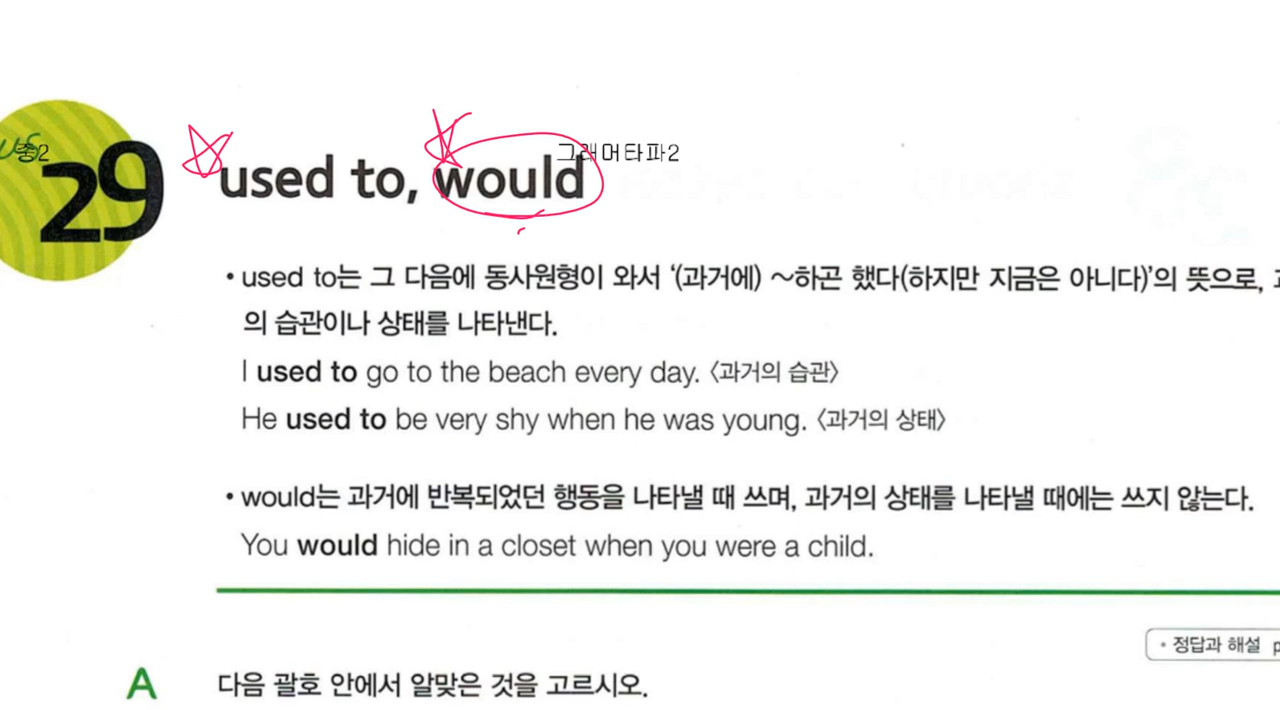 중2
29
그래머타파2
used to, would
• used to는 그 다음에 동사원형이 와서 '(과거에) ~하곤 했다(하지만 지금은 아니다)'의 뜻으로,
의 습관이나 상태를 나타낸다.
I used to go to the beach every day. 〈과거의 습관〉
He used to be very shy when he was young. 〈과거의 상태〉
• would는 과거에 반복되었던 행동을 나타낼 때 쓰며, 과거의 상태를 나타낼 때에는 쓰지 않는다.
You would hide in a closet when you were a child.
• 정답과 해설 p
A 다음 괄호 안에서 알맞은 것을 고르시오.